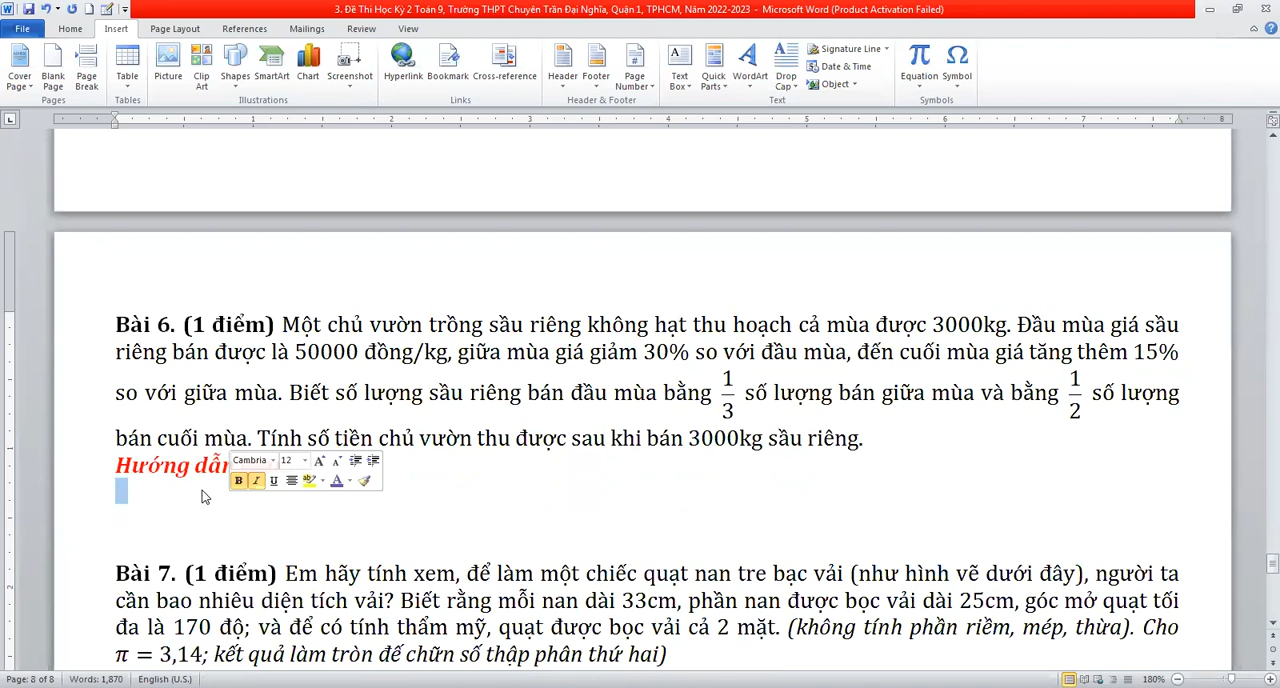 3. Đề Thi Học Kỳ 2 Toán 9, Trường THPT Chuyên Trần Đại Nghĩa, Quận 1, TPHCM, Năm 2022-2023 - Microsoft Word (Product Activation Failed)
File Home Insert Page Layout References Mailings Review View
Cover Page Blank Page Page Break Table Picture Clip Art Shapes SmartArt Chart Screenshot Hyperlink Bookmark Cross-reference Header Footer Page Number Text Box Quick Parts WordArt Drop Cap Signature Line Date & Time Object Equation Symbol
Pages Tables Illustrations Links Header & Footer Text Symbols
1 2 3 4 5 6 7 8
Bài 6. (1 điểm) Một chủ vườn trồng sầu riêng không hạt thu hoạch cả mùa được 3000kg. Đầu mùa giá sầu
riêng bán được là 50000 đồng/kg, giữa mùa giá giảm 30% so với đầu mùa, đến cuối mùa giá tăng thêm 15%
so với giữa mùa. Biết số lượng sầu riêng bán đầu mùa bằng 1/3 số lượng bán giữa mùa và bằng 1/2 số lượng
bán cuối mùa. Tính số tiền chủ vườn thu được sau khi bán 3000kg sầu riêng.
Hướng dẫn
Cambria 12
B I U
Bài 7. (1 điểm) Em hãy tính xem, để làm một chiếc quạt nan tre bạc vải (như hình vẽ dưới đây), người ta
cần bao nhiêu diện tích vải? Biết rằng mỗi nan dài 33cm, phần nan được bọc vải dài 25cm, góc mở quạt tối
đa là 170 độ; và để có tính thẩm mỹ, quạt được bọc vải cả 2 mặt. (không tính phần riềm, mép, thừa). Cho
π = 3,14; kết quả làm tròn đế chữn số thập phân thứ hai)
Page: 8 of 8 Words: 1,870 English (U.S.) 180%